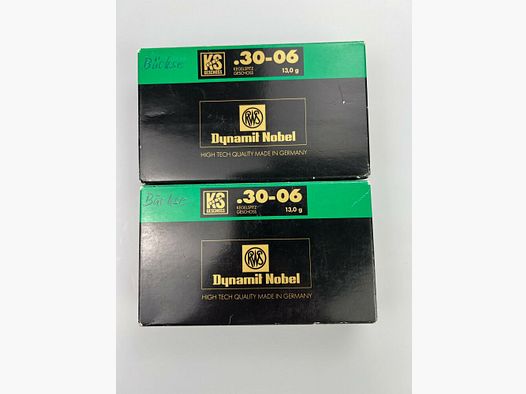 KS
GESCHOSS
.30-06
KEGELSPITZ
GESCHOSS
13,0 g
RWS
Dynamit Nobel
HIGH TECH QUALITY MADE IN GERMANY
KS
GESCHOSS
.30-06
KEGELSPITZ
GESCHOSS
13,0 g
RWS
Dynamit Nobel
HIGH TECH QUALITY MADE IN GERMANY